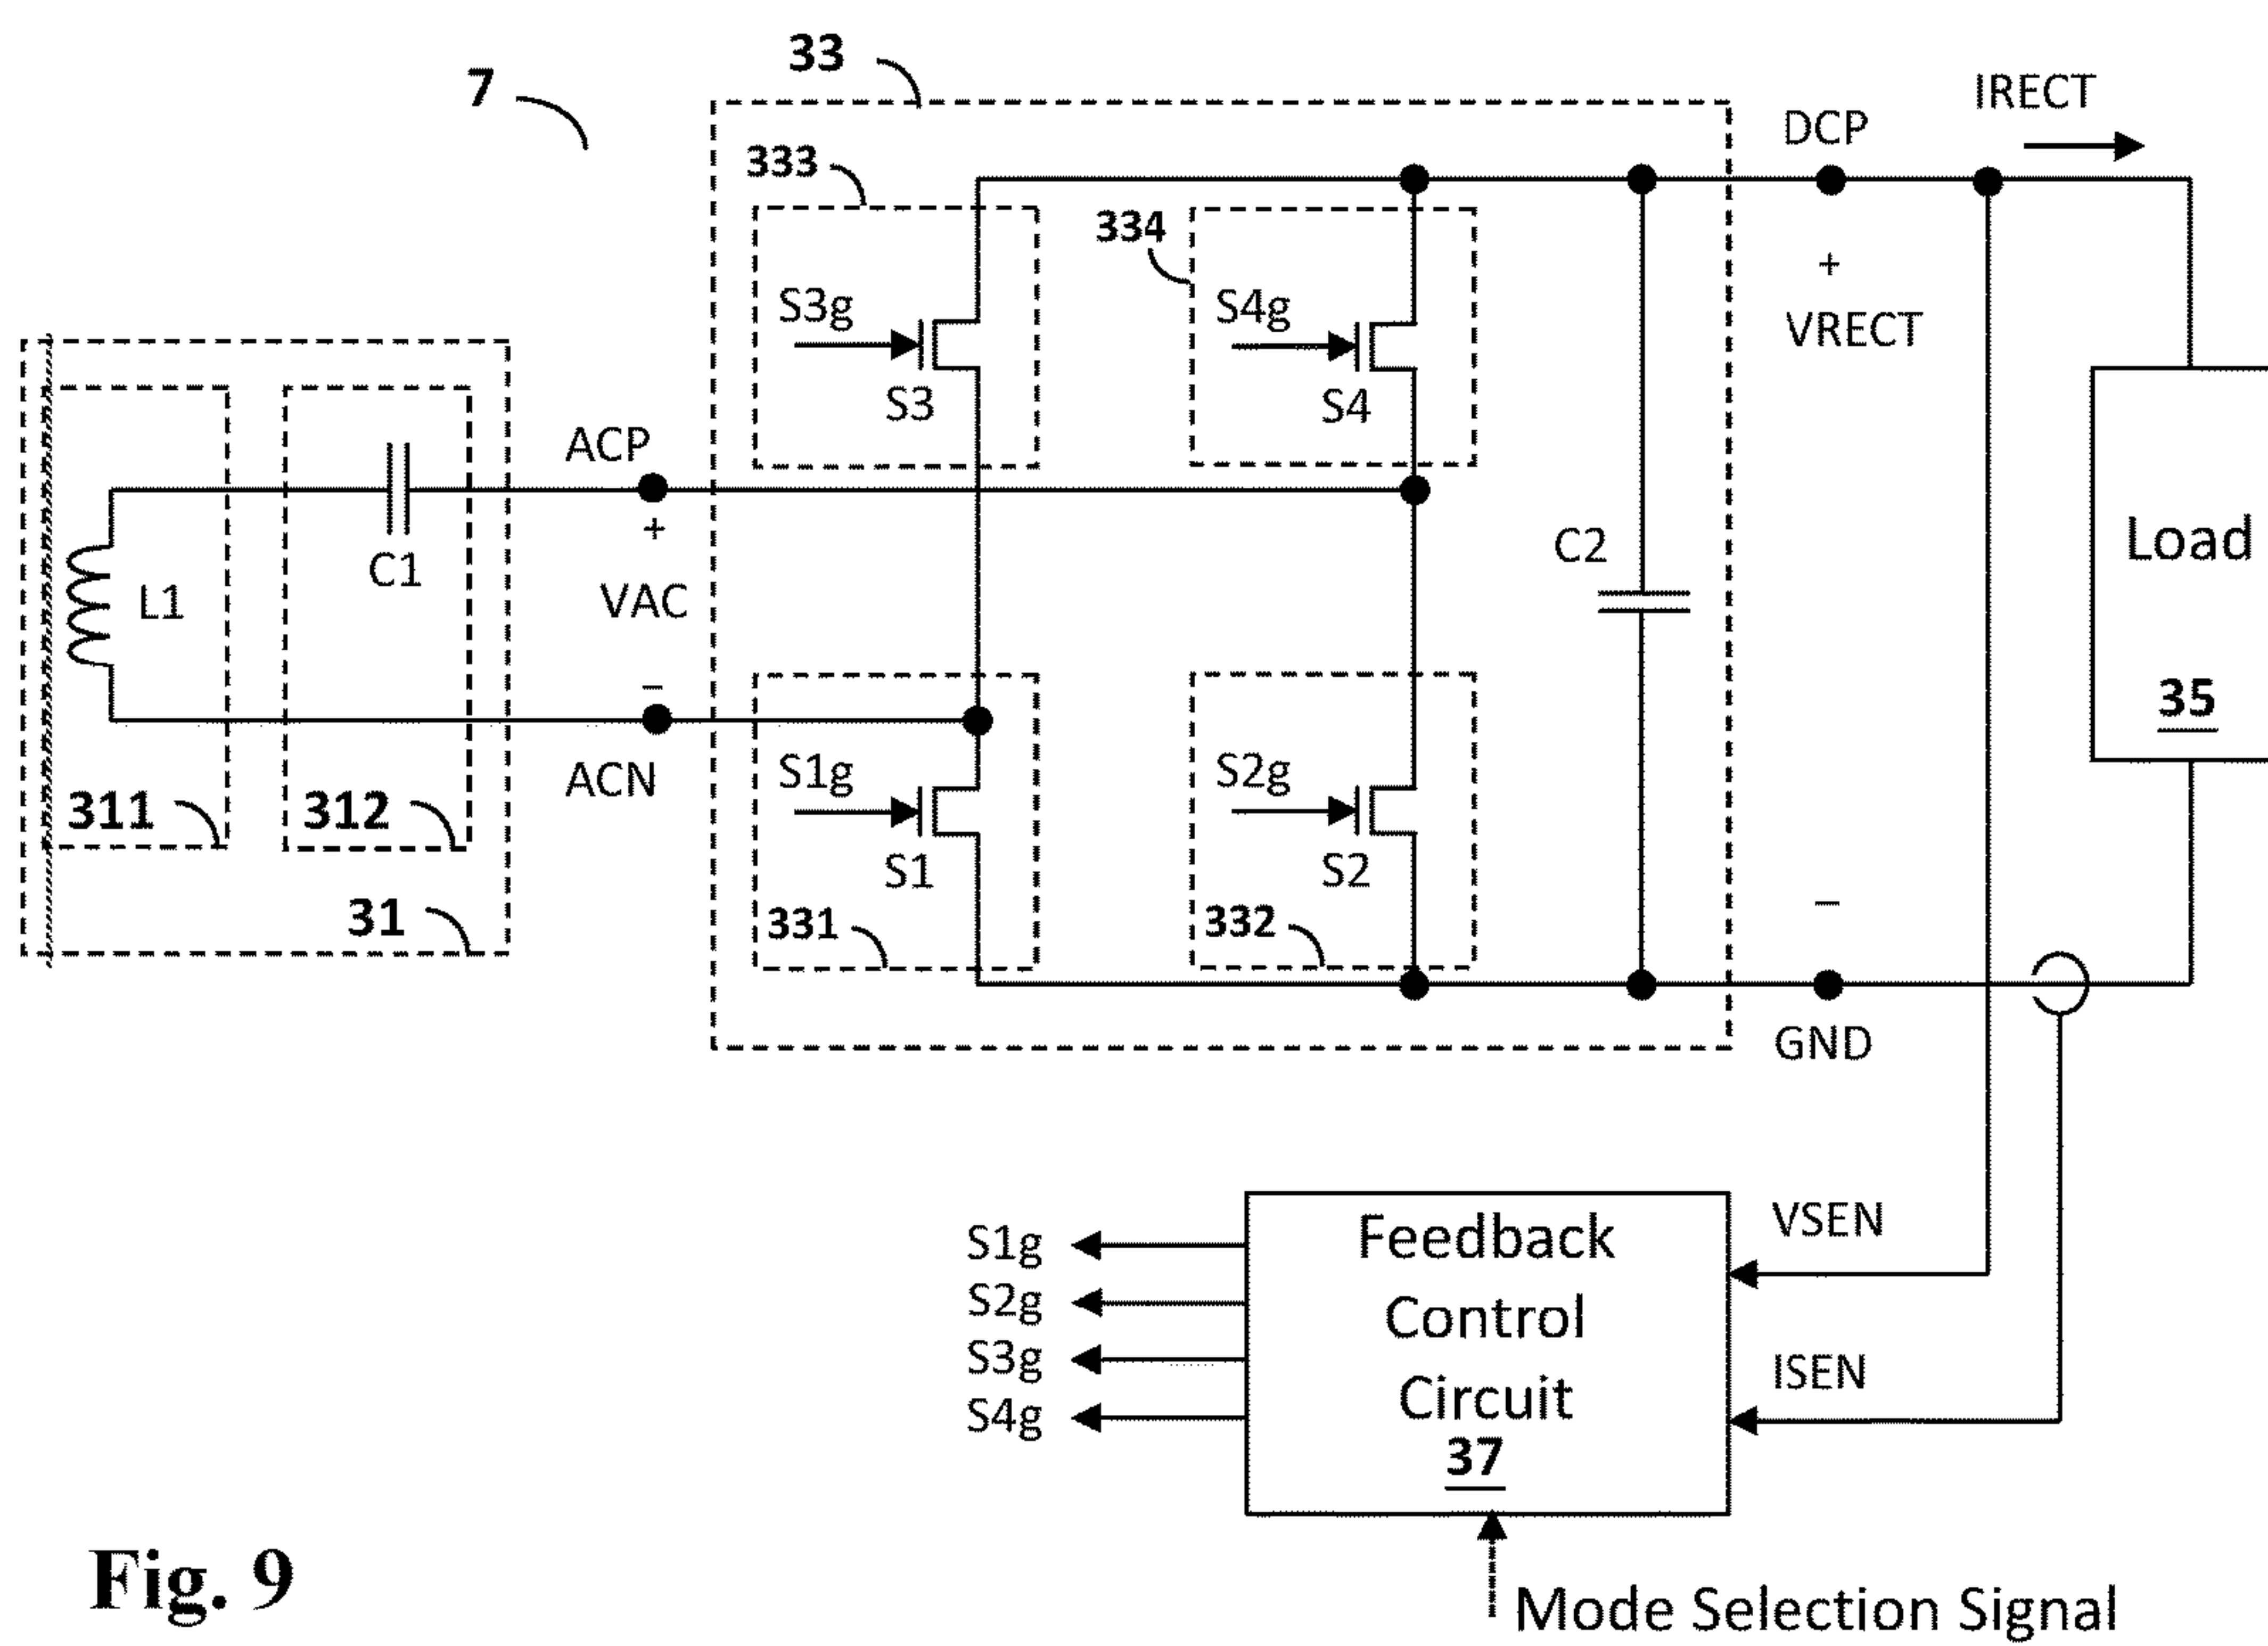 33
7
IRECT
DCP
333
334
S3g
S4g
+
VRECT
S3
S4
ACP
+
C1
L1
VAC
C2
Load
35
–
ACN
S1g
S2g
311
312
S1
S2
31
331
332
–
GND
S1g
S2g
S3g
S4g
Feedback
Control
Circuit
37
VSEN
ISEN
Fig. 9
Mode Selection Signal